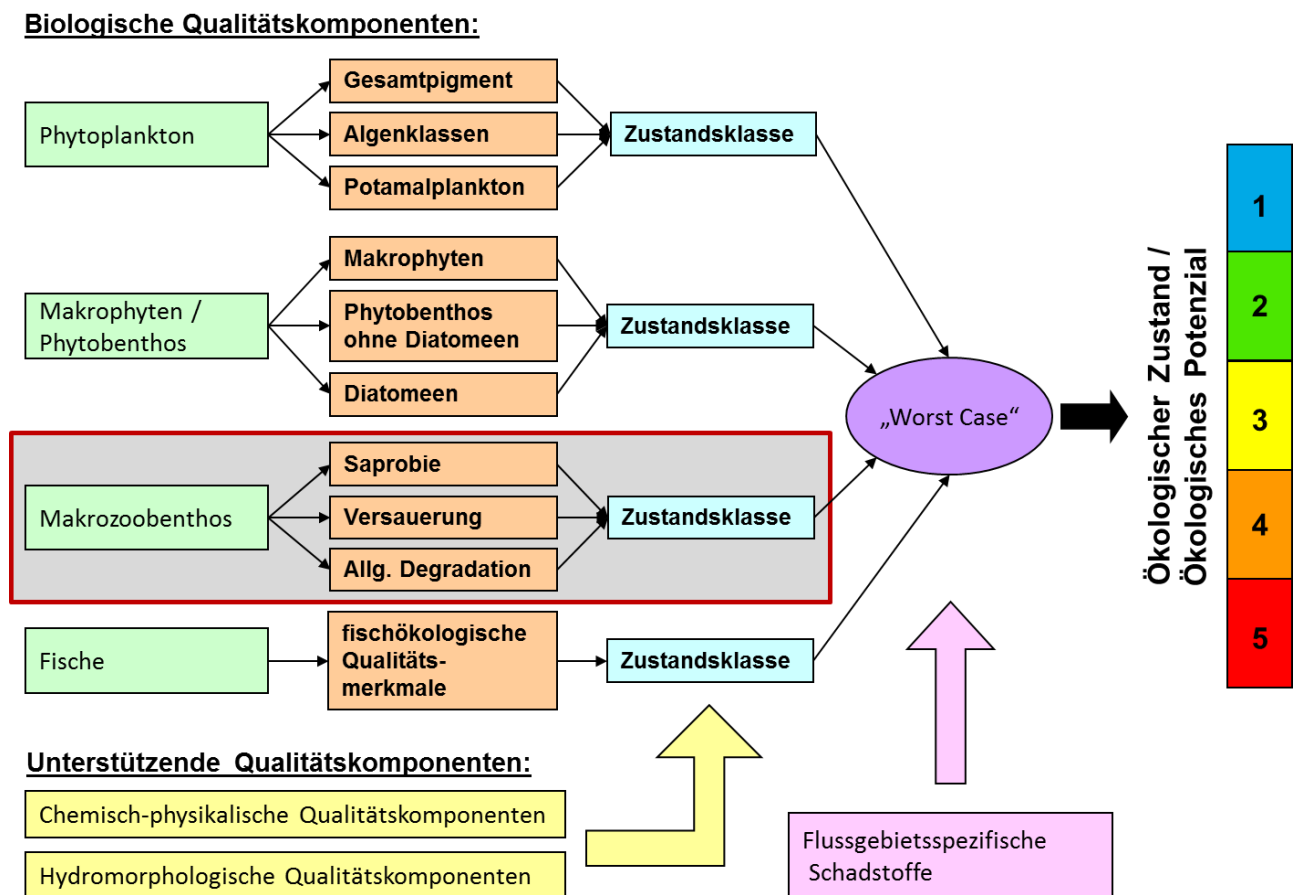 Biologische Qualitätskomponenten:
Phytoplankton
Gesamtpigment
Algenklassen
Potamalplankton
Zustandsklasse
Makrophyten /
Phytobenthos
Makrophyten
Phytobenthos
ohne Diatomeen
Diatomeen
Zustandsklasse
Makrozoobenthos
Saprobie
Versauerung
Allg. Degradation
Zustandsklasse
Fische
fischökologische
Qualitäts-
merkmale
Zustandsklasse
„Worst Case“
Ökologischer Zustand /
Ökologisches Potenzial
1
2
3
4
5
Unterstützende Qualitätskomponenten:
Chemisch-physikalische Qualitätskomponenten
Hydromorphologische Qualitätskomponenten
Flussgebietsspezifische
Schadstoffe